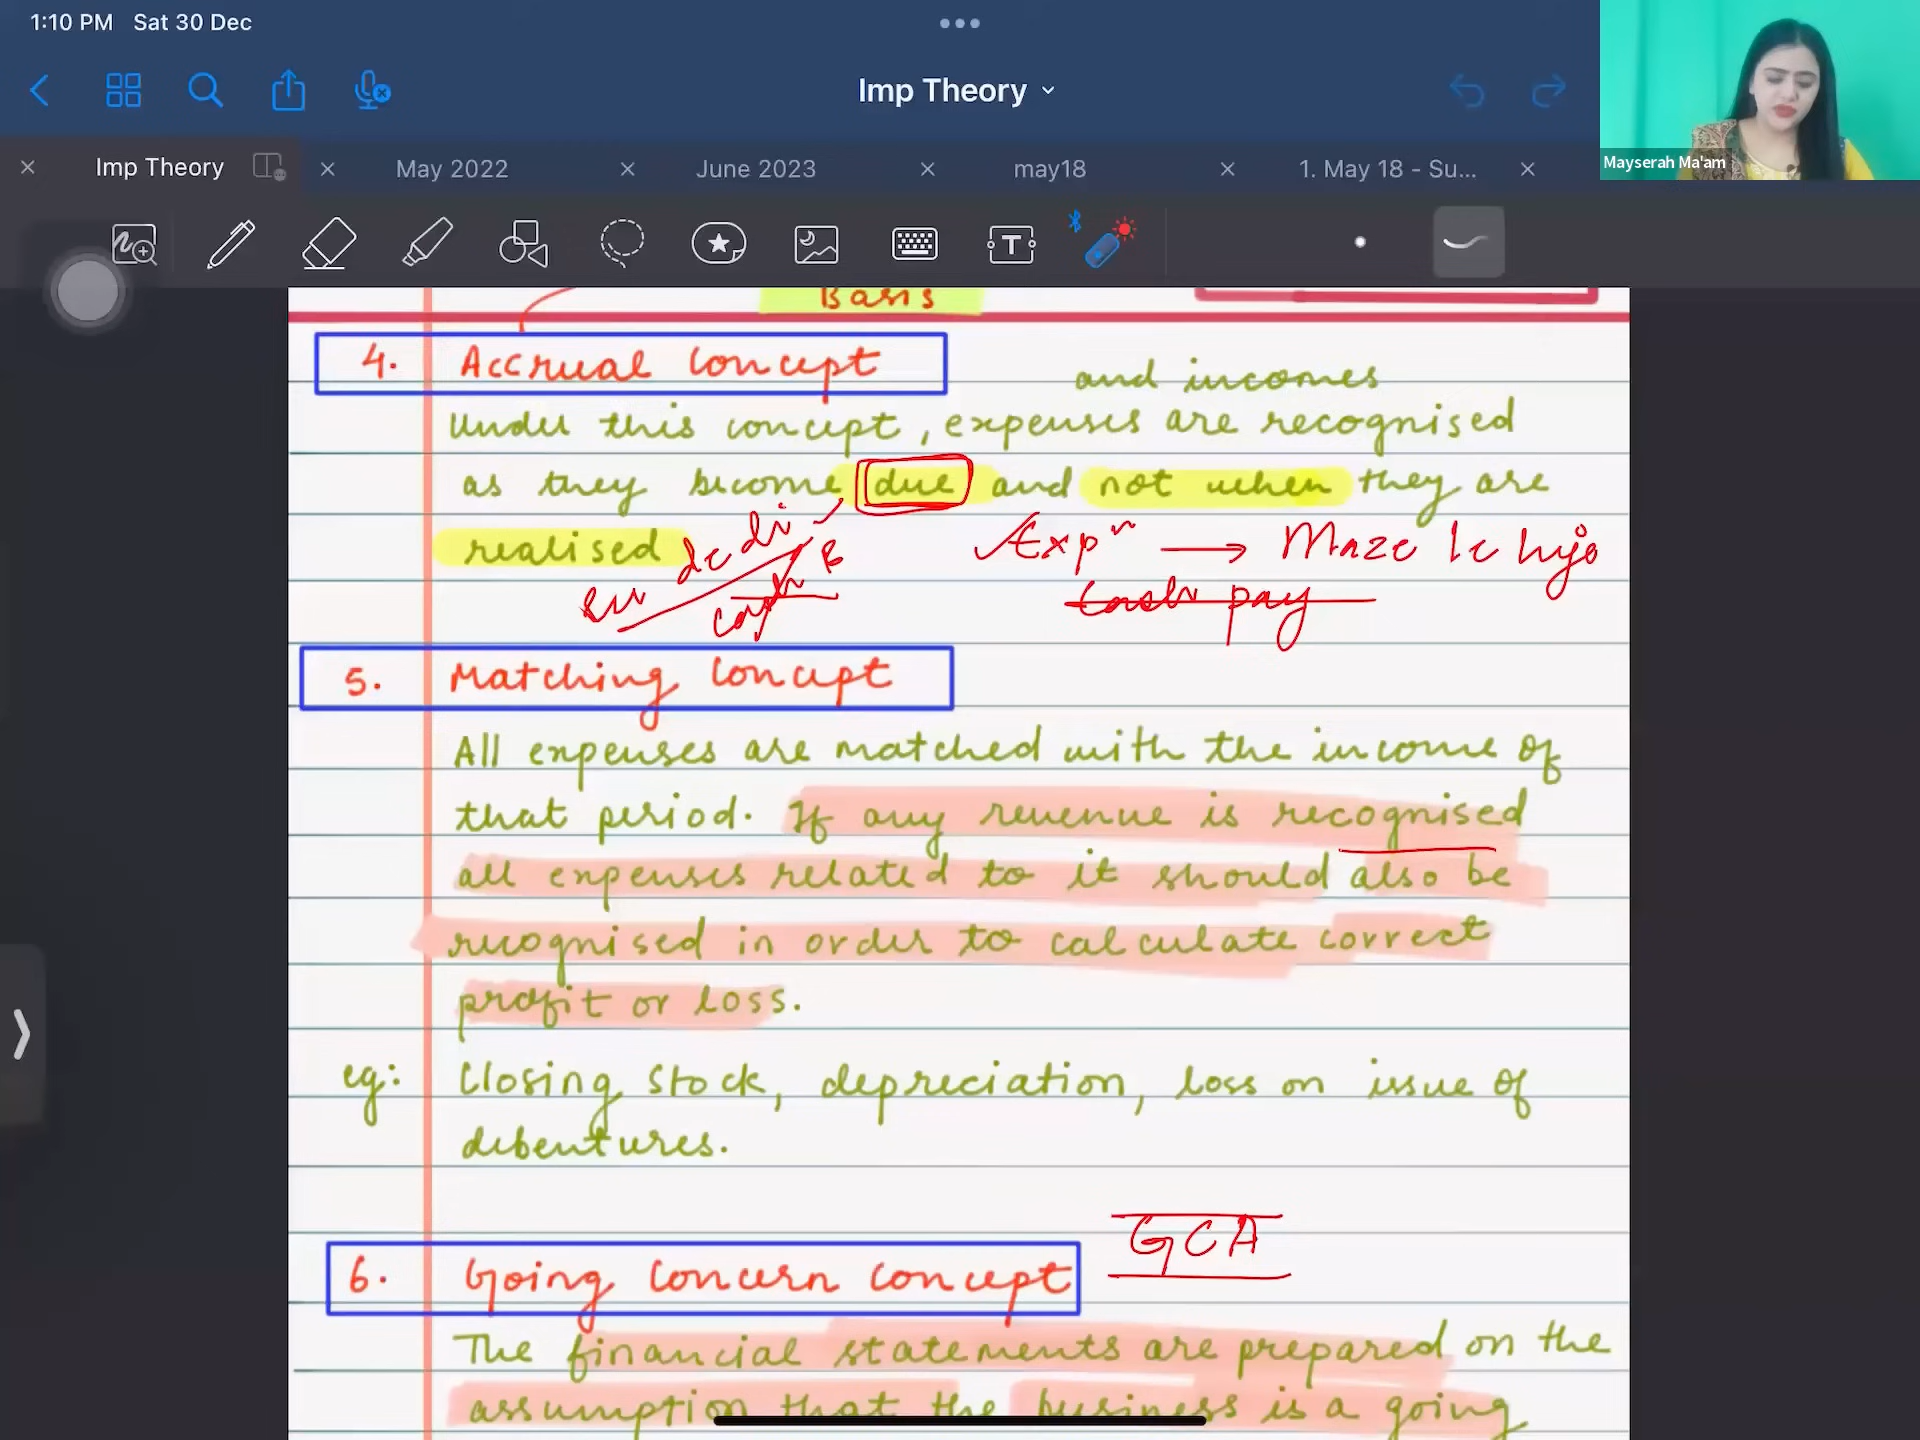 1:10 PM Sat 30 Dec
Imp Theory
Mayserah Ma'am
Imp Theory May 2022 June 2023 may18 1. May 18 - Su...
T
Basis
4. Accrual Concept
and incomes
Under this concept, expenses are recognised
as they become due and not when they are
realised
Expⁿ → Maze le liye
Cash pay
5. Matching Concept
All expenses are matched with the income of
that period. If any revenue is recognised
all expenses related to it should also be
recognised in order to calculate correct
profit or loss.
eg: Closing Stock, depreciation, loss on issue of
debentures.
GCA
6. Going Concern Concept
The financial statements are prepared on the
assumption that the business is a going